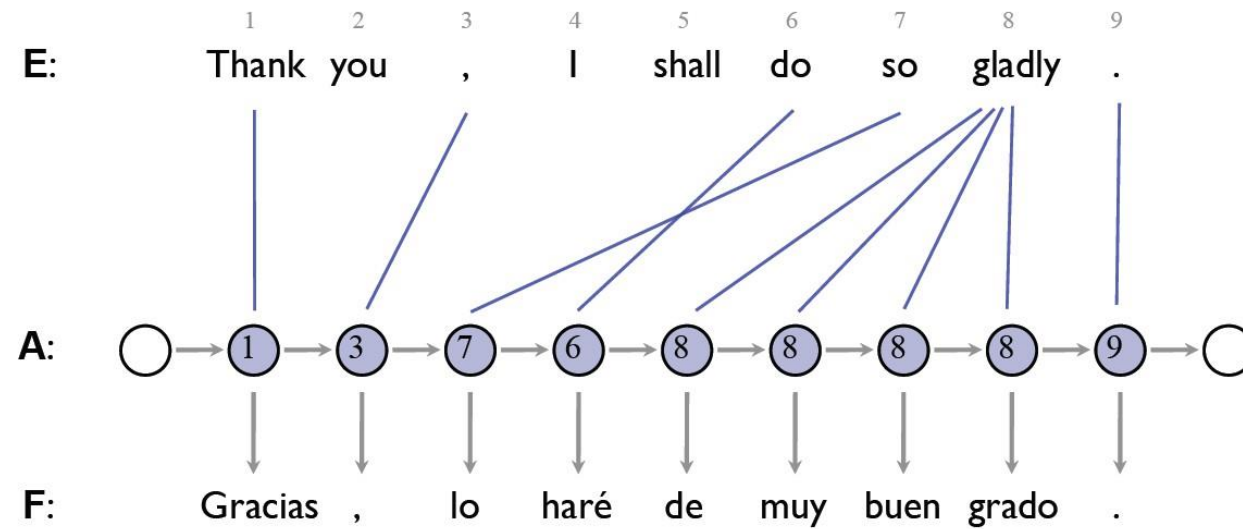 1 2 3 4 5 6 7 8 9
E: Thank you , I shall do so gladly .
A: 1 3 7 6 8 8 8 8 9
F: Gracias , lo haré de muy buen grado .